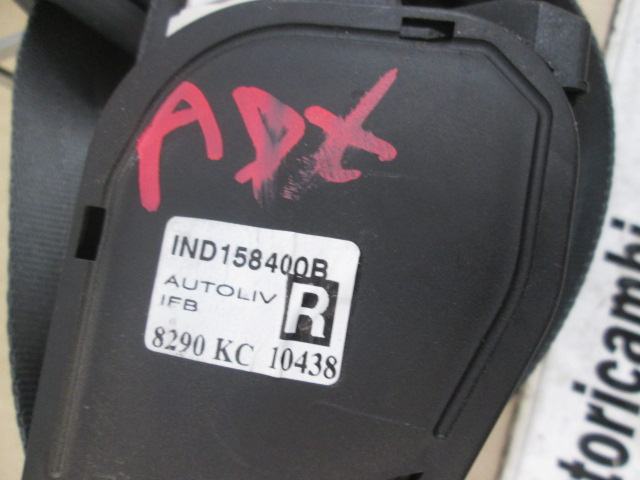 ADX
IND158400B
AUTOLIV
IFB
R
8290 KC 10438
toricambi